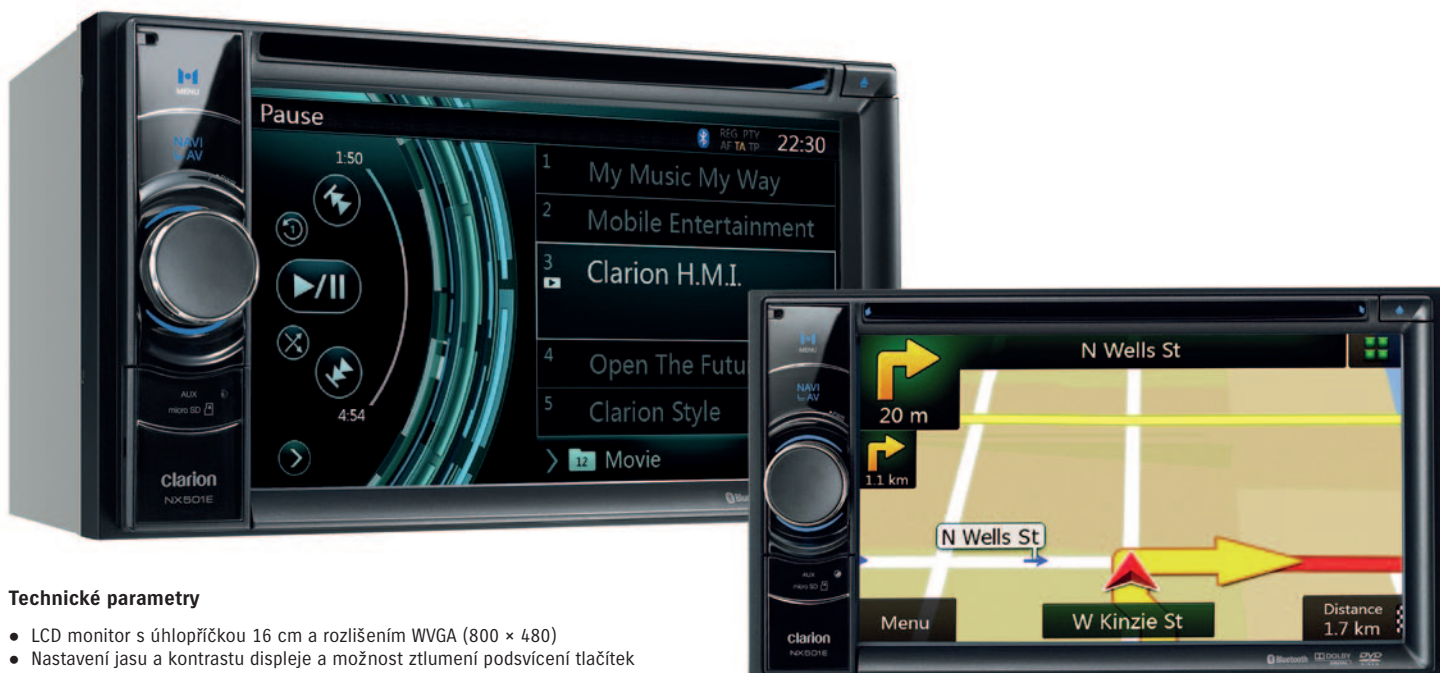 MENU
NAVI
AV
Pause
REG PTY
AF TA TP
22:30
1:50
4:54
1
My Music My Way
2
Mobile Entertainment
3
Clarion H.M.I.
4
Open The Futu
5
Clarion Style
12 Movie
AUX
micro SD
clarion
NX501E
MENU
NAVI
AV
N Wells St
20 m
1.1 km
N Wells St
Menu
W Kinzie St
Distance
1.7 km
AUX
micro SD
clarion
NX501E
Bluetooth DOLBY DVD
Technické parametry
● LCD monitor s úhlopříčkou 16 cm a rozlišením WVGA (800 × 480)
● Nastavení jasu a kontrastu displeje a možnost ztlumení podsvícení tlačítek